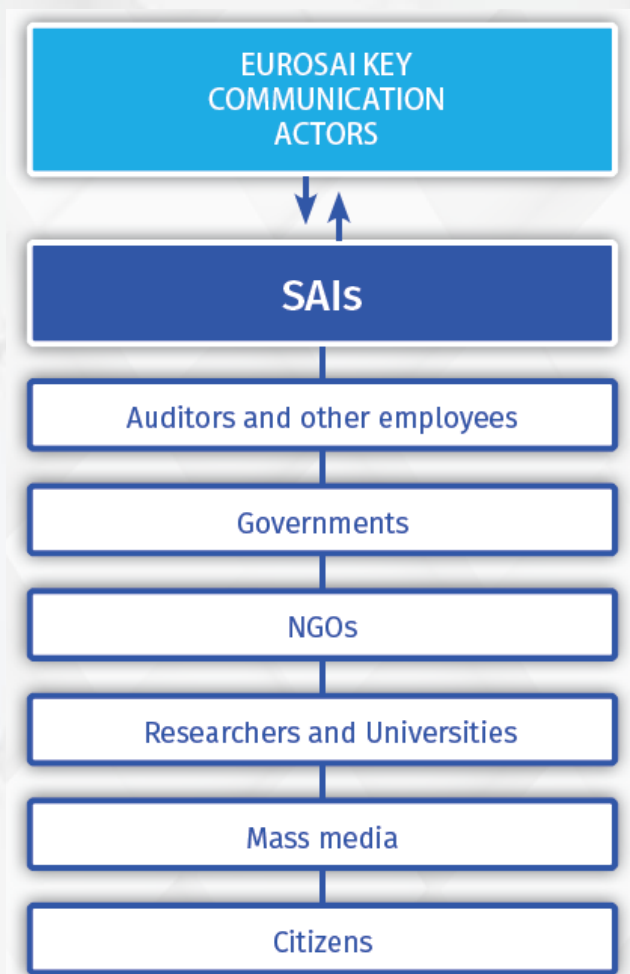 EUROSAI KEY
COMMUNICATION
ACTORS
SAIs
Auditors and other employees
Governments
NGOs
Researchers and Universities
Mass media
Citizens